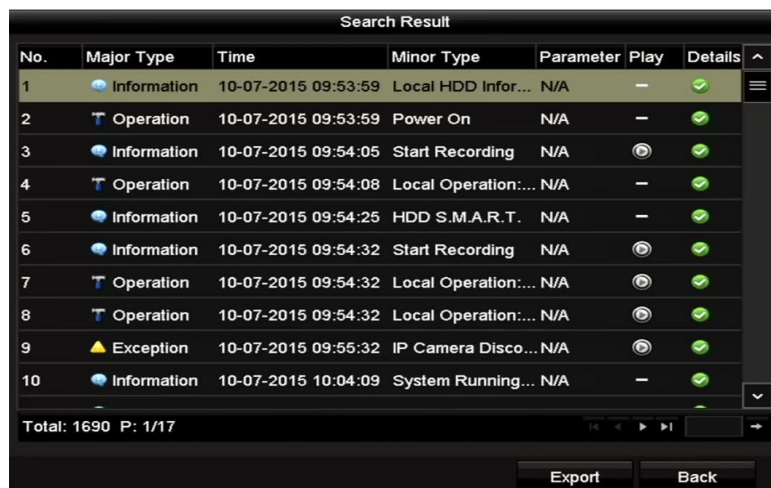 Search Result
No. Major Type Time Minor Type Parameter Play Details
1 Information 10-07-2015 09:53:59 Local HDD Infor... N/A –
2 Operation 10-07-2015 09:53:59 Power On N/A –
3 Information 10-07-2015 09:54:05 Start Recording N/A
4 Operation 10-07-2015 09:54:08 Local Operation:... N/A –
5 Information 10-07-2015 09:54:25 HDD S.M.A.R.T. N/A –
6 Information 10-07-2015 09:54:32 Start Recording N/A
7 Operation 10-07-2015 09:54:32 Local Operation:... N/A
8 Operation 10-07-2015 09:54:32 Local Operation:... N/A
9 Exception 10-07-2015 09:55:32 IP Camera Disco... N/A
10 Information 10-07-2015 10:04:09 System Running... N/A –
Total: 1690 P: 1/17
Export Back